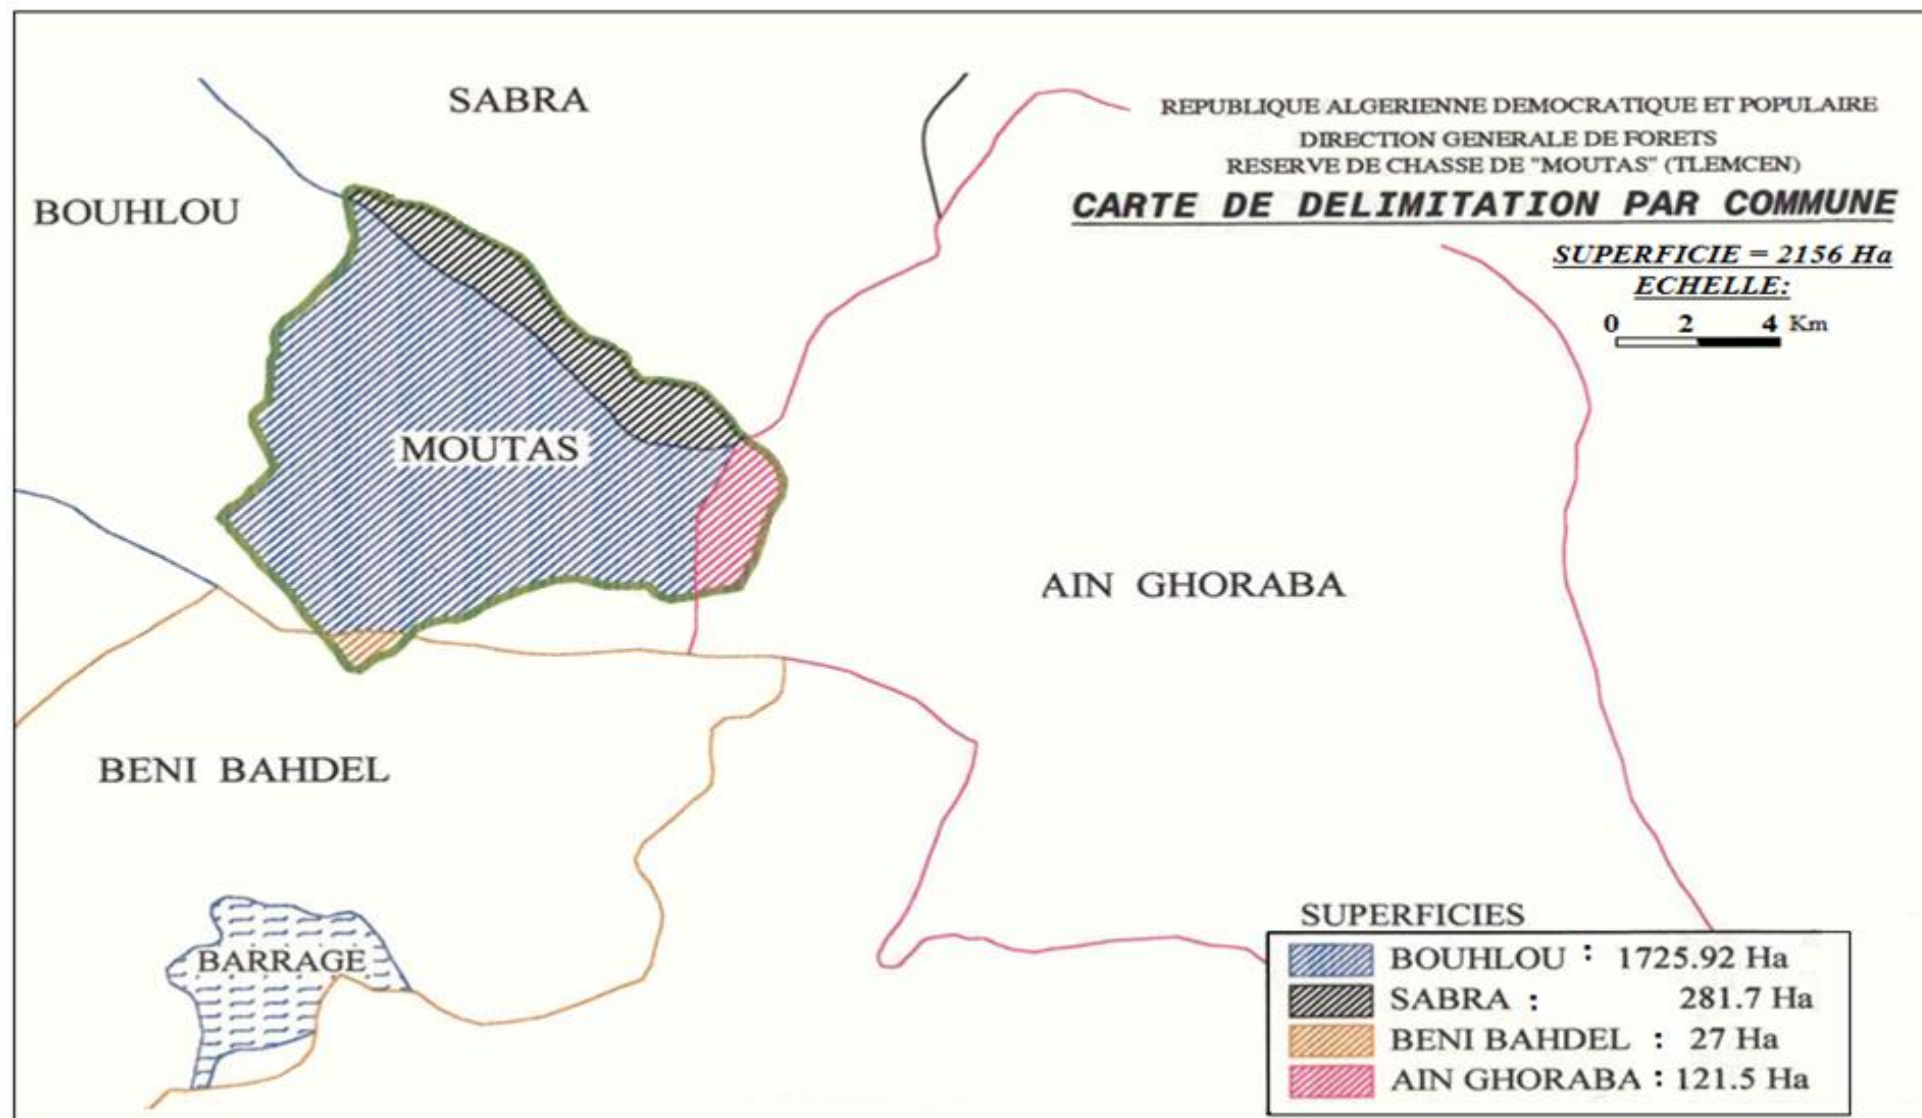 SABRA
REPUBLIQUE ALGERIENNE DEMOCRATIQUE ET POPULAIRE
DIRECTION GENERALE DE FORETS
RESERVE DE CHASSE DE "MOUTAS" (TLEMCEN)
CARTE DE DELIMITATION PAR COMMUNE
BOUHLOU
SUPERFICIE = 2156 Ha
ECHELLE:
0 2 4 Km
MOUTAS
AIN GHORABA
BENI BAHDEL
BARRAGE
SUPERFICIES
BOUHLOU : 1725.92 Ha
SABRA : 281.7 Ha
BENI BAHDEL : 27 Ha
AIN GHORABA : 121.5 Ha